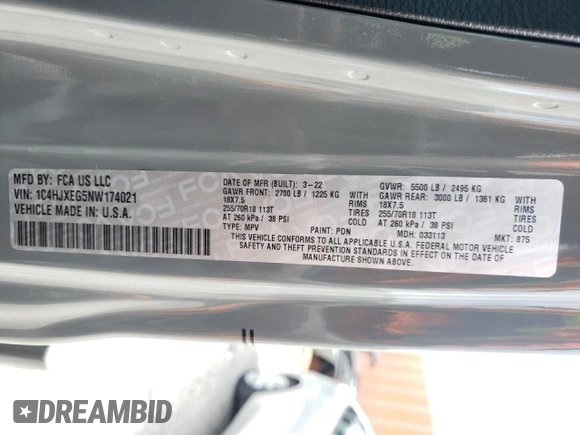 MFD BY: FCA US LLC
VIN: 1C4HJXEG5NW174021
VEHICLE MADE IN: U.S.A.
DATE OF MFR (BUILT): 3-22
GAWR FRONT: 2700 LB / 1225 KG WITH
18X7.5 RIMS
255/70R18 113T TIRES
AT 260 kPa / 38 PSI COLD
TYPE: MPV PAINT: PDN
GVWR: 5500 LB / 2495 KG
GAWR REAR: 3000 LB / 1361 KG WITH
18X7.5 RIMS
255/70R18 113T TIRES
AT 260 kPa / 38 PSI COLD
MDH: 033113 MKT: 875
THIS VEHICLE CONFORMS TO ALL APPLICABLE U.S.A. FEDERAL MOTOR VEHICLE
SAFETY AND THEFT PREVENTION STANDARDS IN EFFECT ON THE DATE OF
MANUFACTURE SHOWN ABOVE.
DREAMBID